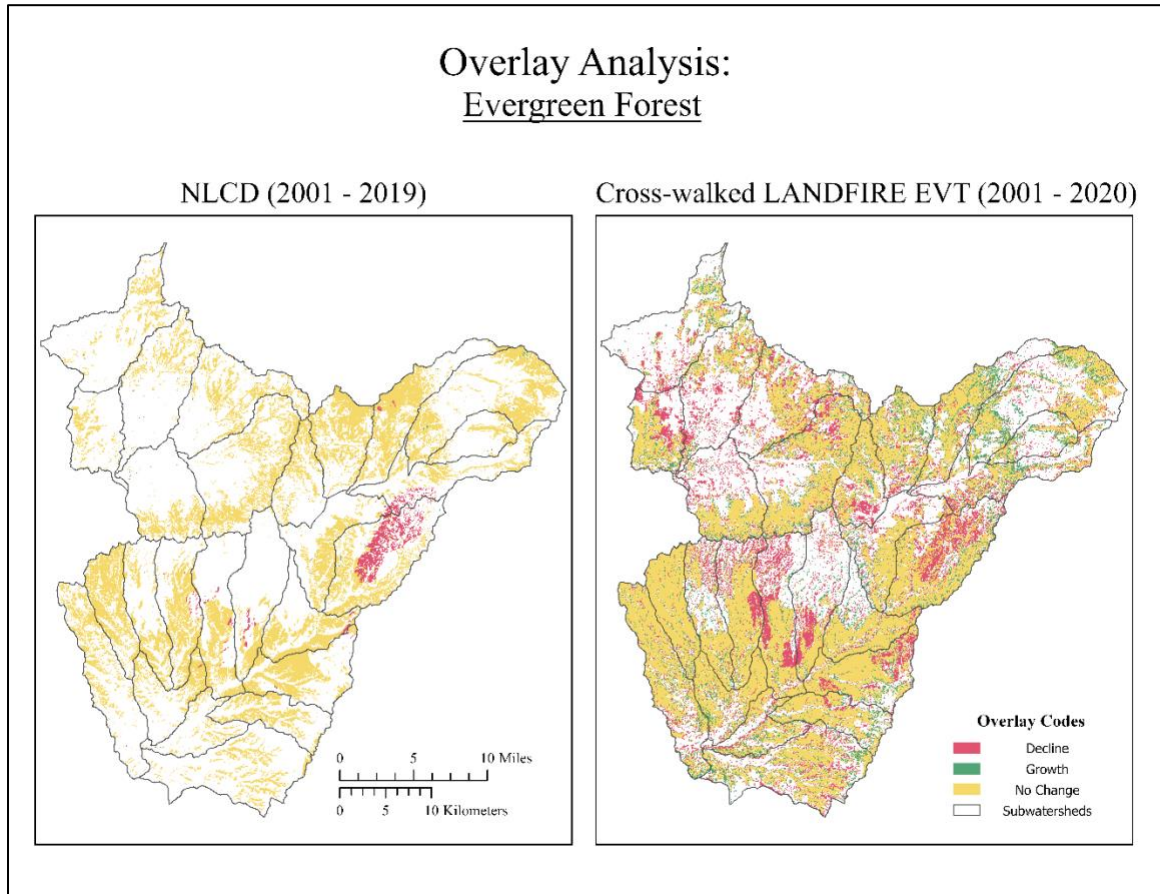 Overlay Analysis:
Evergreen Forest
NLCD (2001 - 2019)
Cross-walked LANDFIRE EVT (2001 - 2020)
0 5 10 Miles
0 5 10 Kilometers
Overlay Codes
Decline
Growth
No Change
Subwatersheds